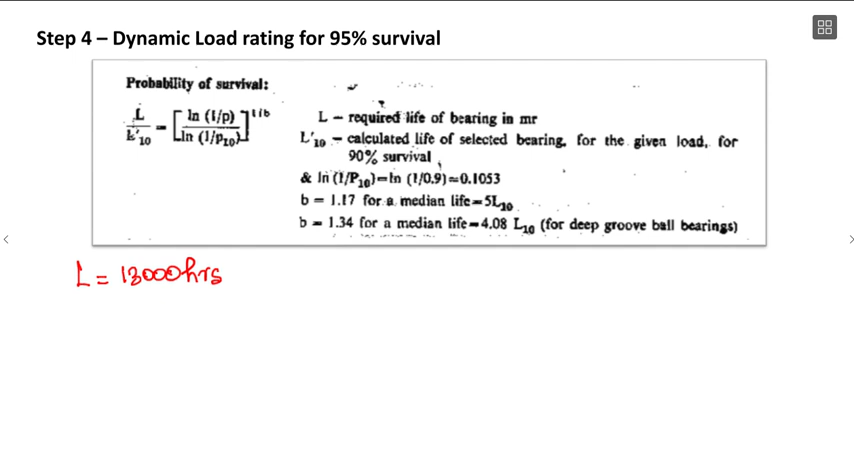 Step 4 – Dynamic Load rating for 95% survival
Probability of survival:
L/L'10 = [ln (1/p)/ln (1/p10)]^1/b
L – required life of bearing in mr
L'10 – calculated life of selected bearing, for the given load, for
90% survival
& ln (1/P10)=ln (1/0.9)=0.1053
b = 1.17 for a median life=5L10
b = 1.34 for a median life=4.08 L10 (for deep groove ball bearings)
L = 13000hrs